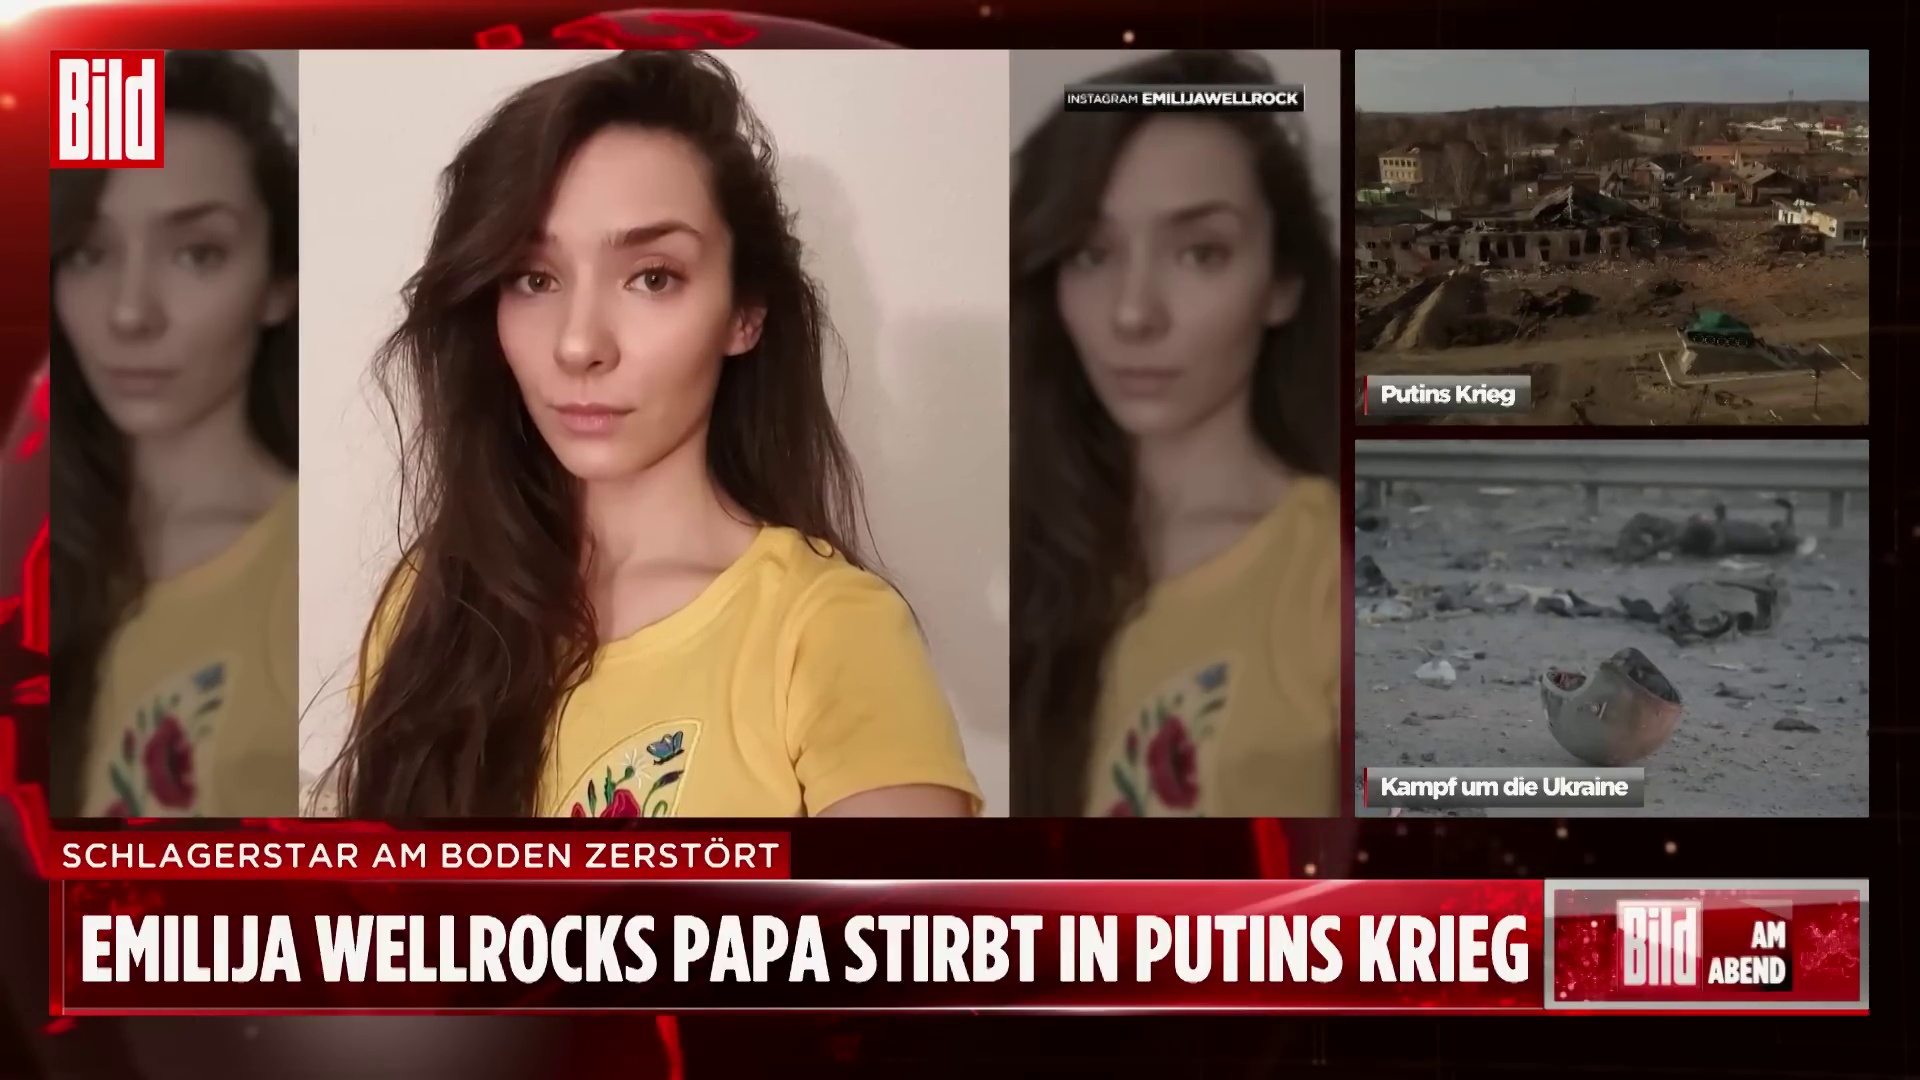 Bild
INSTAGRAM EMILIJAWELLROCK
Putins Krieg
Kampf um die Ukraine
SCHLAGERSTAR AM BODEN ZERSTÖRT
EMILIJA WELLROCKS PAPA STIRBT IN PUTINS KRIEG
Bild AM
ABEND